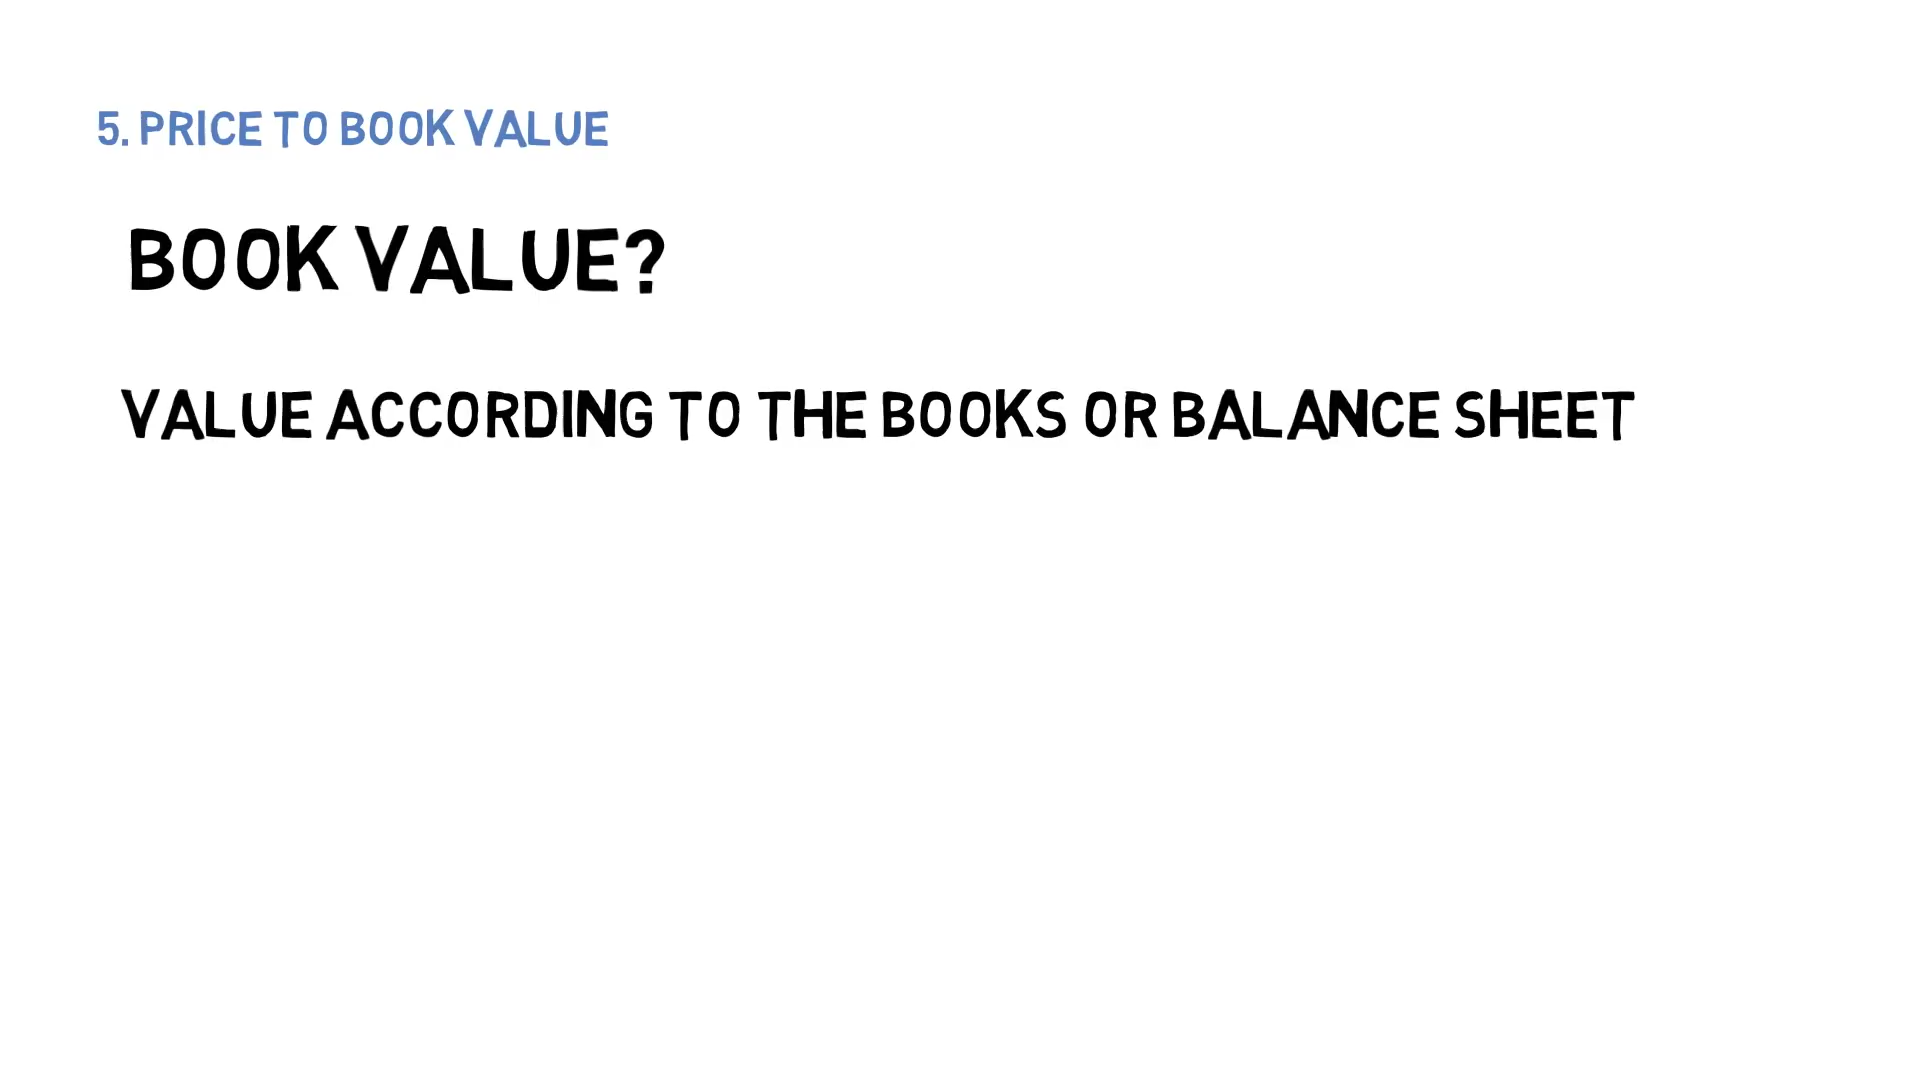 5. PRICE TO BOOK VALUE
BOOK VALUE?
VALUE ACCORDING TO THE BOOKS OR BALANCE SHEET